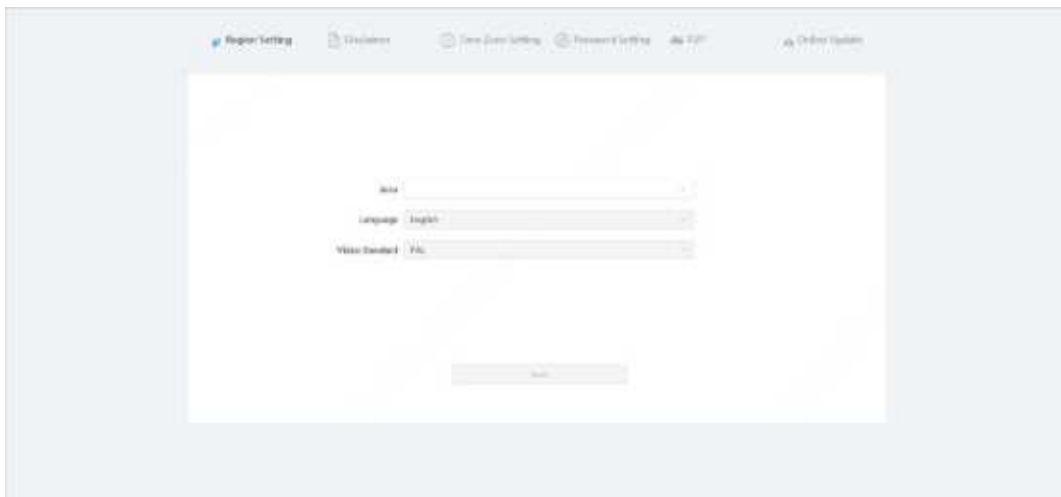 Region Setting Disclaimer Time Zone Setting Password Setting P2P Online Update
Area
Language English
Video Standard PAL
Next